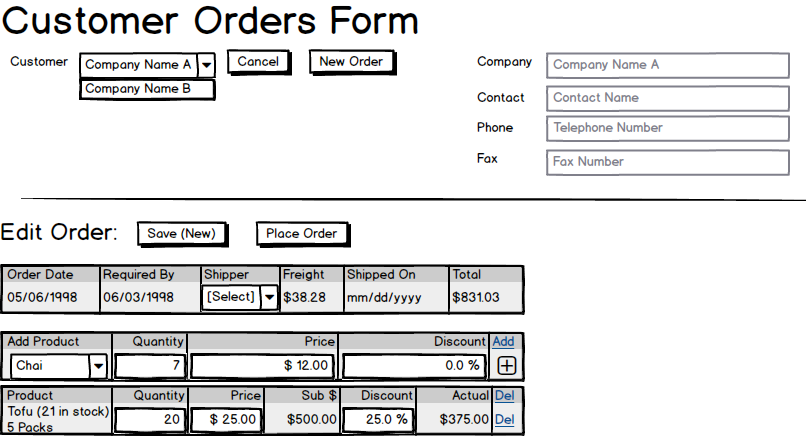 Customer Orders Form
Customer Company Name A Cancel New Order Company Company Name A
Company Name B
Contact Contact Name
Phone Telephone Number
Fax Fax Number
Edit Order: Save (New) Place Order
Order Date Required By Shipper Freight Shipped On Total
05/06/1998 06/03/1998 [Select] $38.28 mm/dd/yyyy $831.03
Add Product Quantity Price Discount Add
Chai 7 $ 12.00 0.0 %
Product Quantity Price Sub $ Discount Actual Del
Tofu (21 in stock) 20 $ 25.00 $500.00 25.0 % $375.00 Del
5 Packs